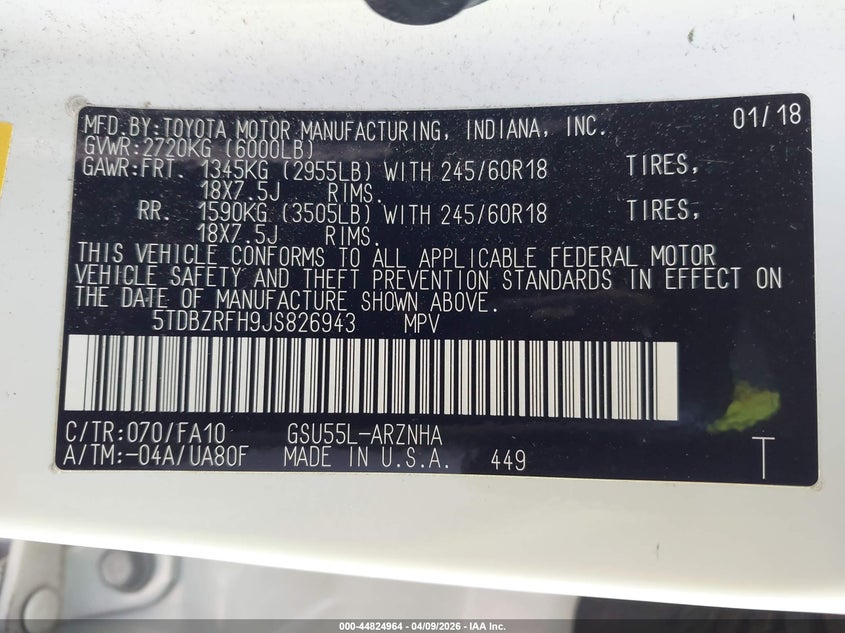 MFD.BY:TOYOTA MOTOR MANUFACTURING, INDIANA, INC. 01/18
GVWR:2720KG (6000LB)
GAWR:FRT. 1345KG (2955LB) WITH 245/60R18 TIRES,
18X7.5J RIMS.
RR. 1590KG (3505LB) WITH 245/60R18 TIRES,
18X7.5J RIMS.
THIS VEHICLE CONFORMS TO ALL APPLICABLE FEDERAL MOTOR
VEHICLE SAFETY AND THEFT PREVENTION STANDARDS IN EFFECT ON
THE DATE OF MANUFACTURE SHOWN ABOVE.
5TDBZRFH9JS826943 MPV
C/TR:070/FA10 GSU55L-ARZNHA
A/TM:-04A/UA80F MADE IN U.S.A. 449 T
000-44824964 - 04/09/2026 - IAA Inc.